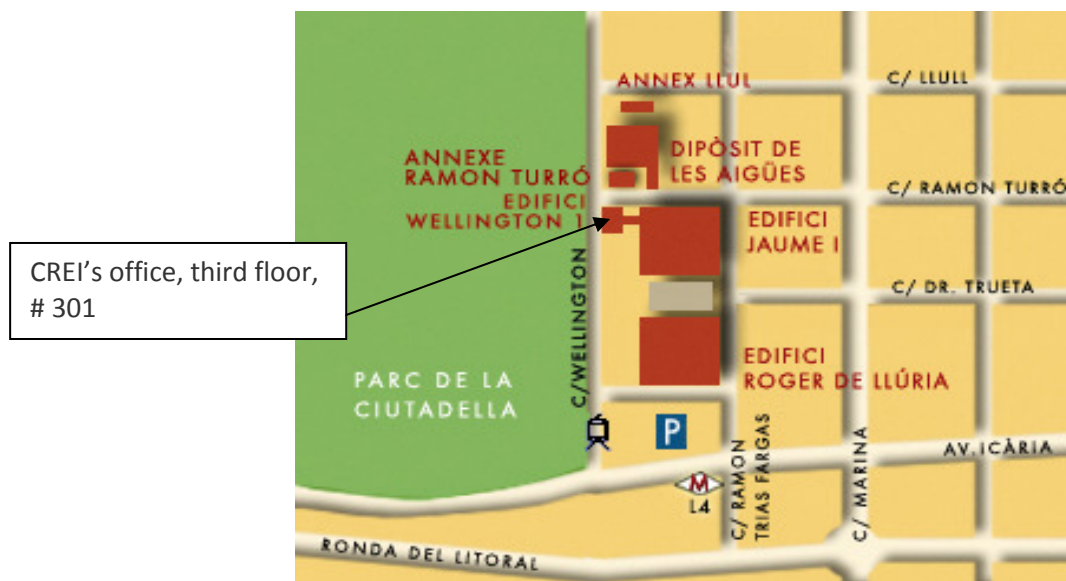 ANNEX LLUL
C/ LLULL
ANNEXE
RAMON TURRÓ
DIPÒSIT DE
LES AIGÜES
C/ RAMON TURRÓ
EDIFICI
WELLINGTON 1
EDIFICI
JAUME I
CREI’s office, third floor,
# 301
C/WELLINGTON
C/ DR. TRUETA
EDIFICI
ROGER DE LLÚRIA
PARC DE LA
CIUTADELLA
P
AV.ICÀRIA
M
L4
C/ RAMON
TRIAS FARGAS
C/ MARINA
RONDA DEL LITORAL